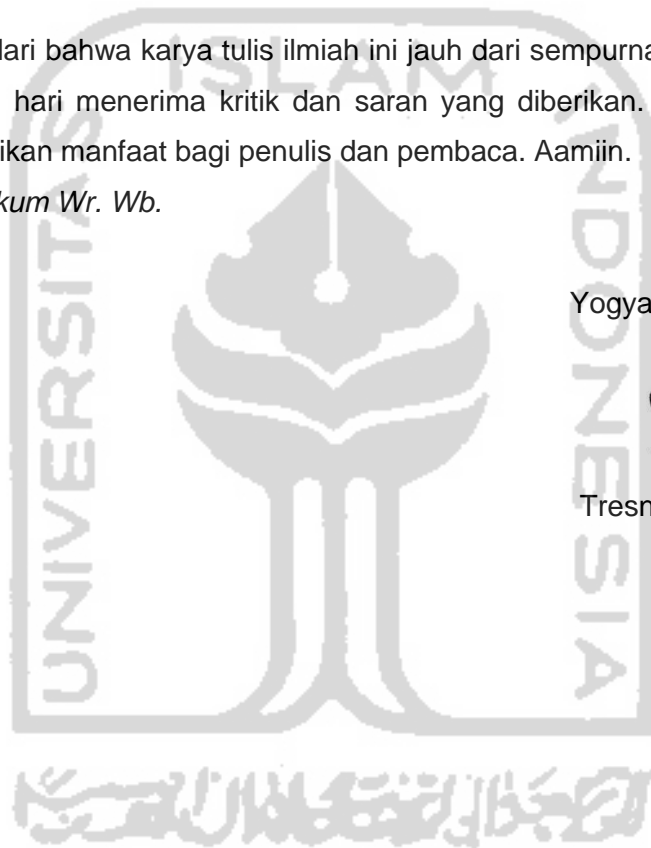 lari bahwa karya tulis ilmiah ini jauh dari sempurna
hari menerima kritik dan saran yang diberikan.
ikan manfaat bagi penulis dan pembaca. Aamiin.
kum Wr. Wb.
Yogya
Tresn
ISLAM
UNIVERSITAS
INDONESIA